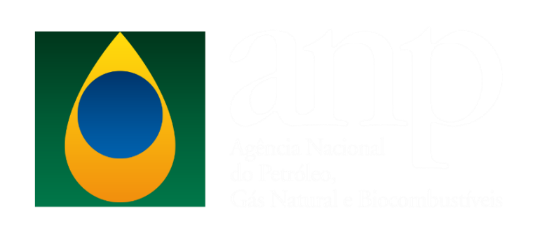 anp
Agência Nacional
do Petróleo,
Gás Natural e Biocombustíveis